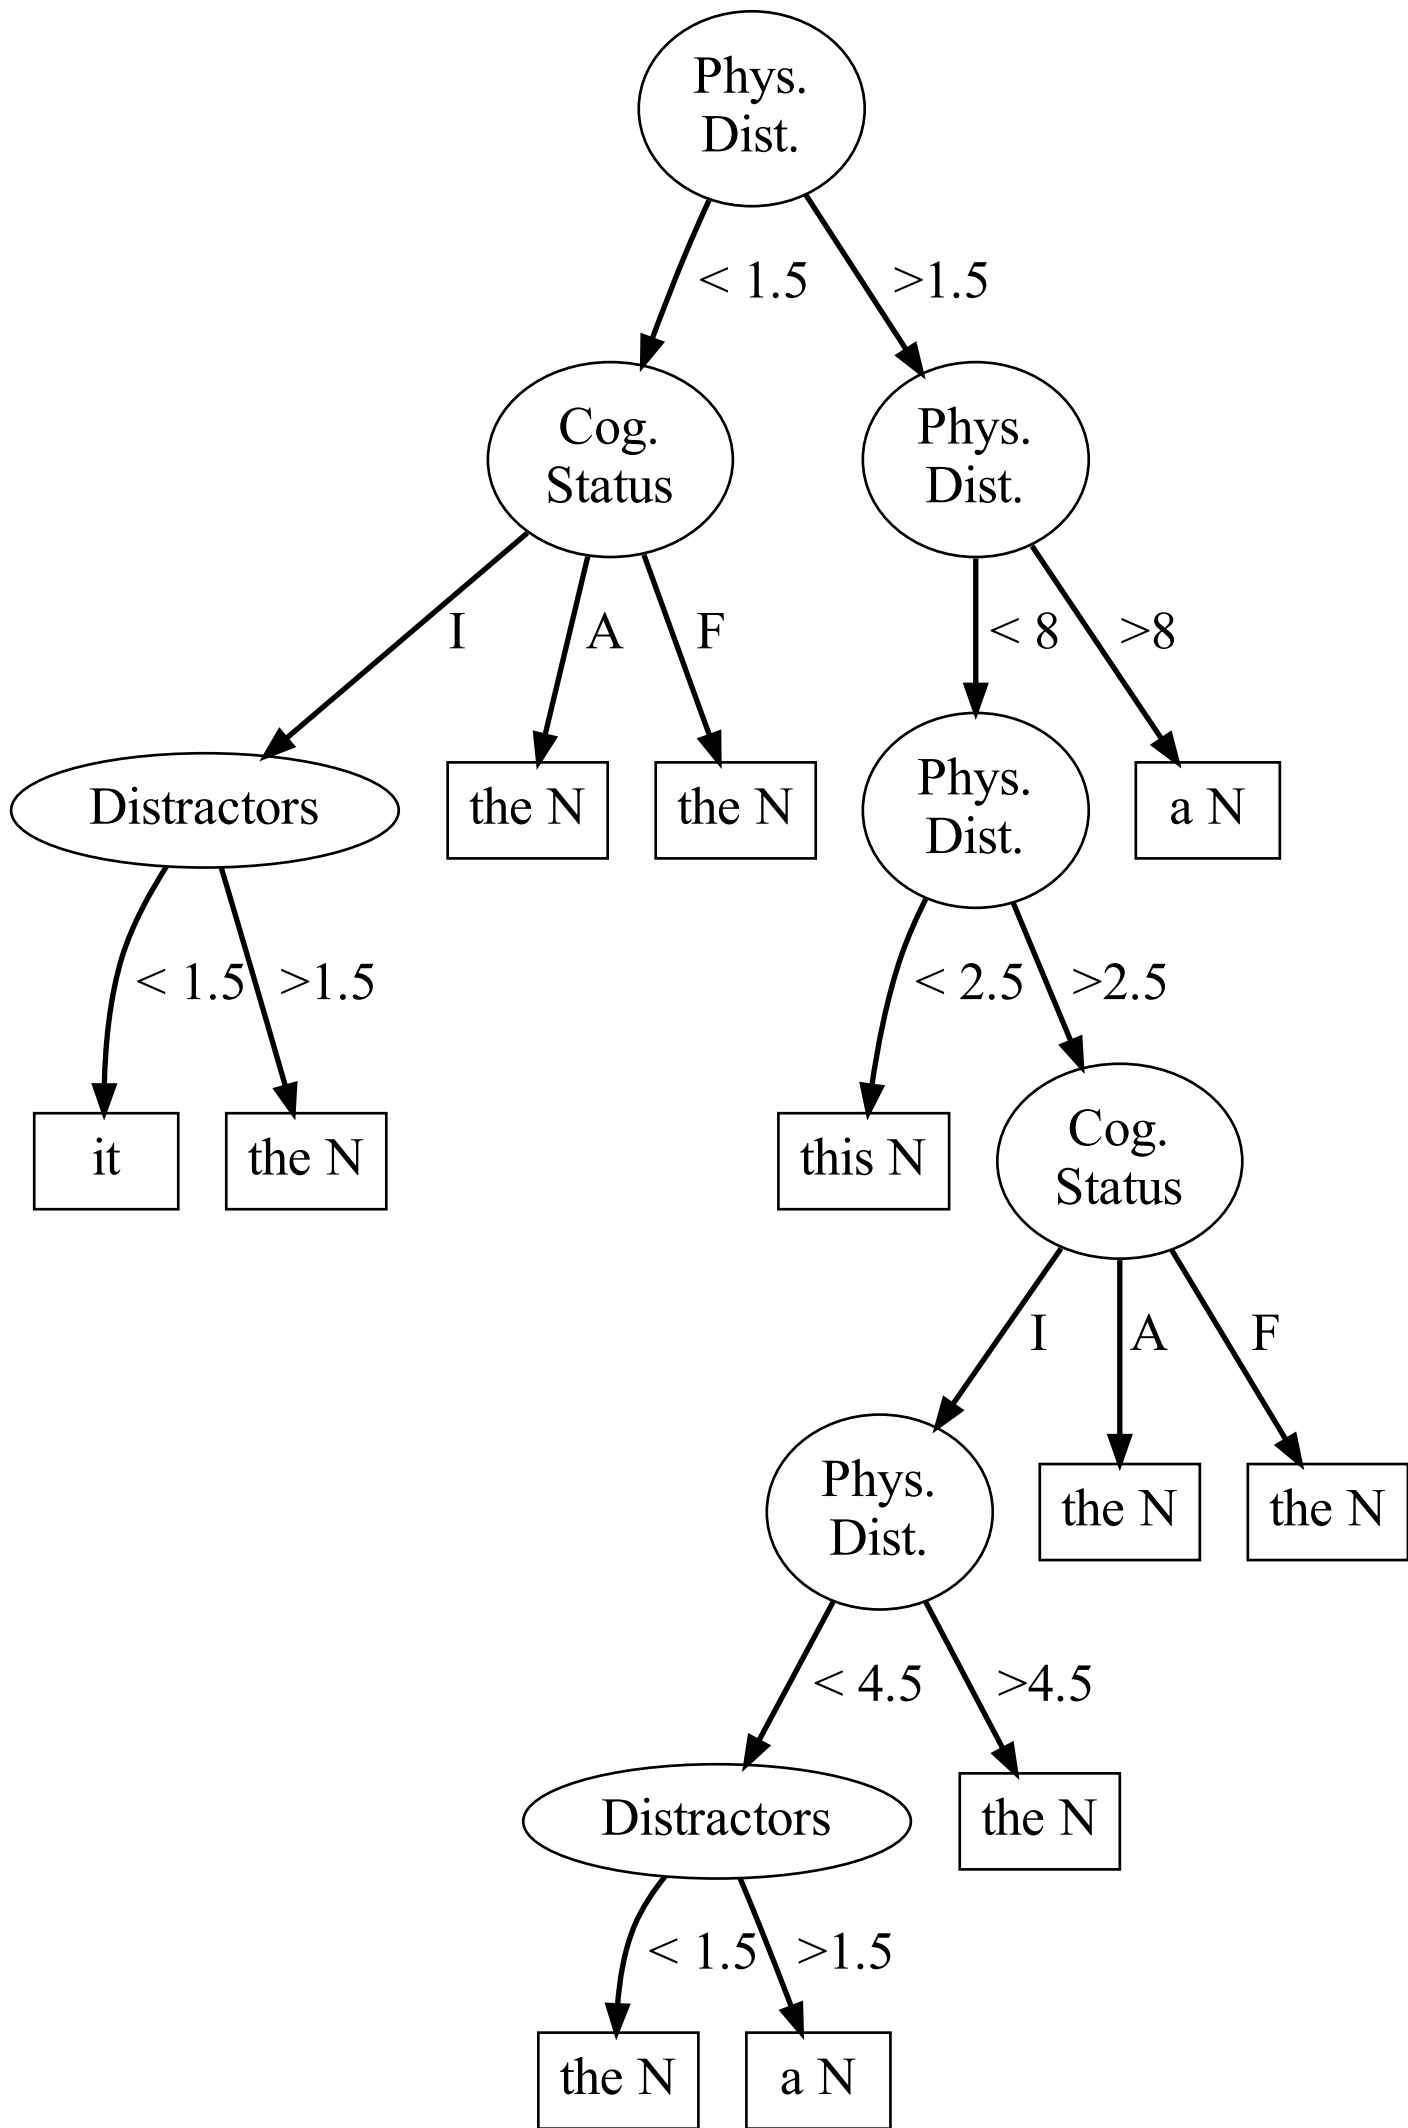 Phys.
Dist.
< 1.5
>1.5
Cog.
Status
Phys.
Dist.
I
A
F
< 8
>8
Distractors
the N
the N
Phys.
Dist.
a N
< 1.5
>1.5
< 2.5
>2.5
it
the N
this N
Cog.
Status
I
A
F
Phys.
Dist.
the N
the N
< 4.5
>4.5
Distractors
the N
< 1.5
>1.5
the N
a N